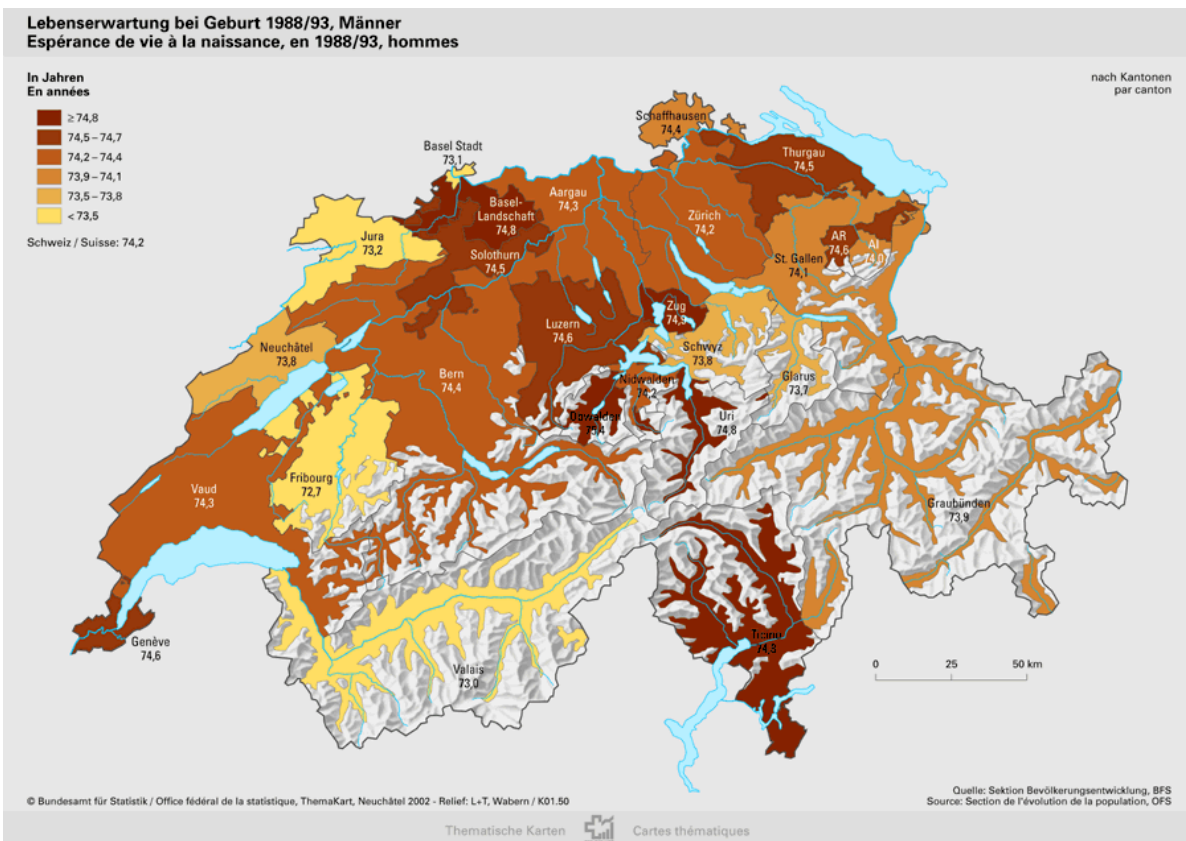 Lebenserwartung bei Geburt 1988/93, Männer
Espérance de vie à la naissance, en 1988/93, hommes
In Jahren
En années
≥ 74,8
74,5 – 74,7
74,2 – 74,4
73,9 – 74,1
73,5 – 73,8
< 73,5
Schweiz / Suisse: 74,2
nach Kantonen
par canton
Schaffhausen
74,4
Basel Stadt
73,1
Thurgau
74,5
Aargau
74,3
Basel-
Landschaft
74,8
Zürich
74,2
Jura
73,2
Solothurn
74,5
AR
74,6
AI
74,0
St. Gallen
74,1
Zug
74,9
Luzern
74,6
Neuchâtel
73,8
Schwyz
73,8
Bern
74,4
Glarus
73,7
Nidwalden
74,2
Obwalden
75,4
Uri
74,8
Fribourg
72,7
Vaud
74,3
Graubünden
73,9
Genève
74,6
Valais
73,0
Ticino
74,8
0 25 50 km
© Bundesamt für Statistik / Office fédéral de la statistique, ThemaKart, Neuchâtel 2002 - Relief: L+T, Wabern / K01.50
Quelle: Sektion Bevölkerungsentwicklung, BFS
Source: Section de l'évolution de la population, OFS
Thematische Karten Cartes thématiques